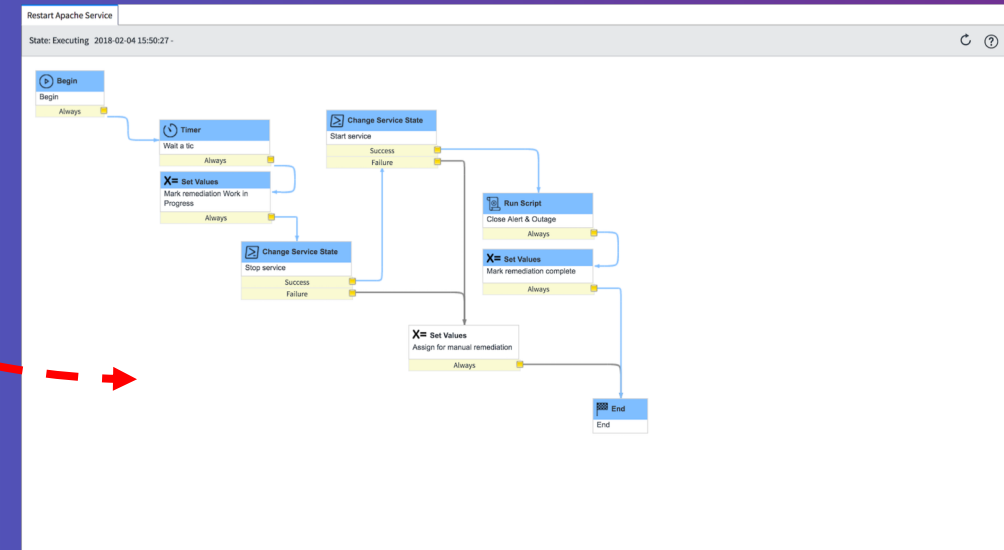 Restart Apache Service
State: Executing 2018-02-04 15:50:27 -
Begin
Begin
Always
Timer
Wait a tic
Always
X= Set Values
Mark remediation Work in
Progress
Always
Change Service State
Stop service
Success
Failure
Change Service State
Start service
Success
Failure
Run Script
Close Alert & Outage
Always
X= Set Values
Mark remediation complete
Always
X= Set Values
Assign for manual remediation
Always
End
End